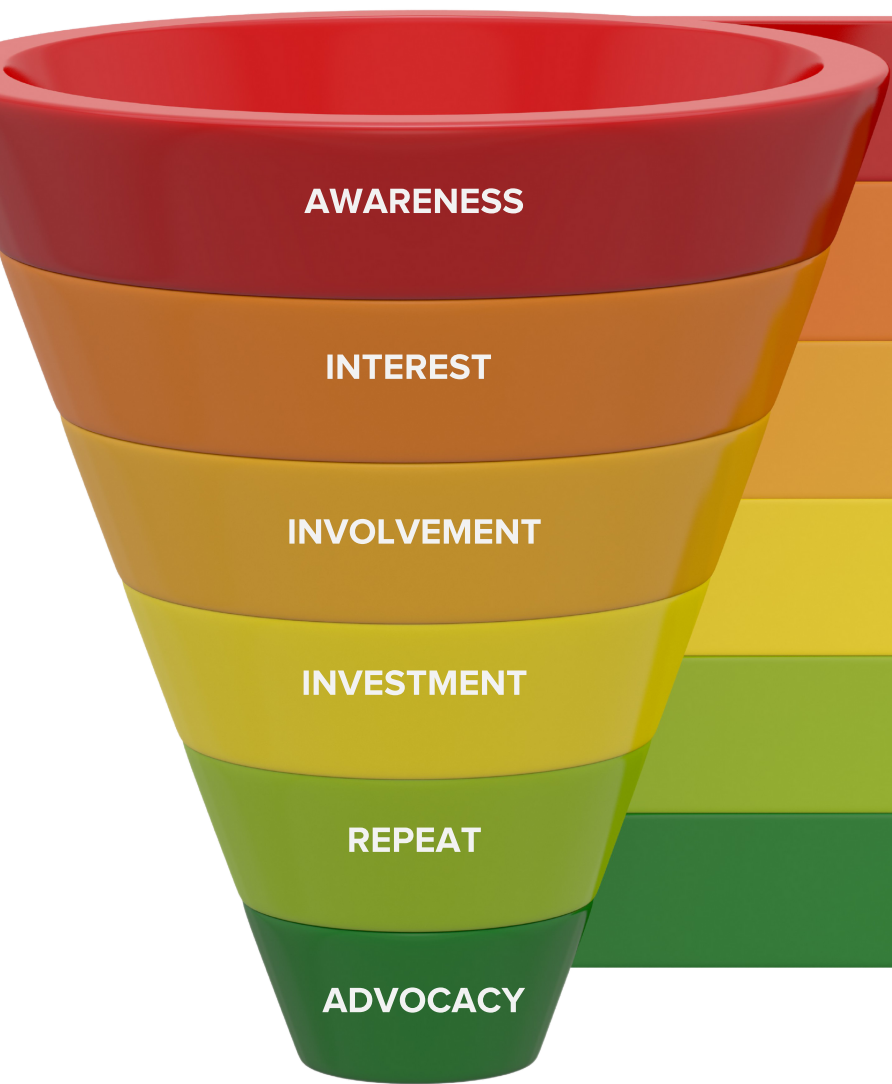 AWARENESS
INTEREST
INVOLVEMENT
INVESTMENT
REPEAT
ADVOCACY